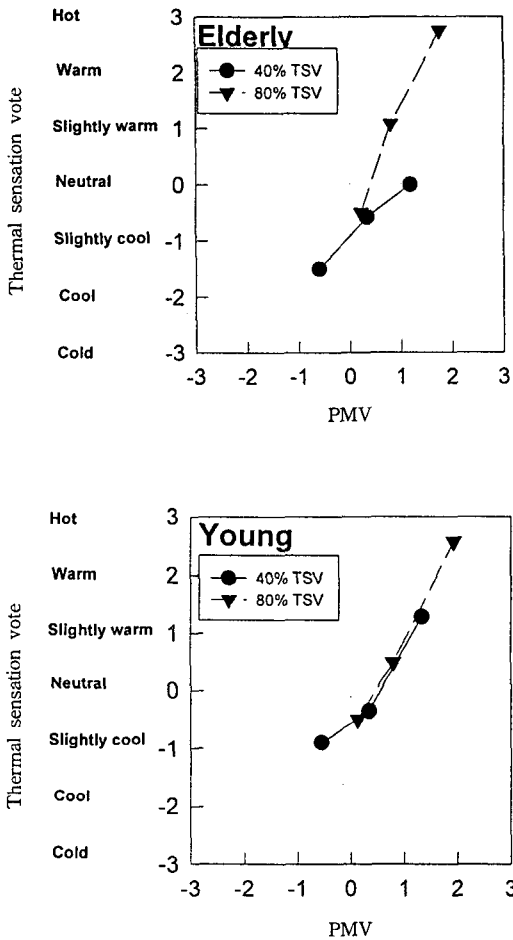 Hot
Warm
Slightly warm
Neutral
Slightly cool
Cool
Cold
Thermal sensation vote
3
2
1
0
-1
-2
-3
Elderly
40% TSV
80% TSV
-3 -2 -1 0 1 2 3
PMV
Hot
Warm
Slightly warm
Neutral
Slightly cool
Cool
Cold
Thermal sensation vote
3
2
1
0
-1
-2
-3
Young
40% TSV
80% TSV
-3 -2 -1 0 1 2 3
PMV